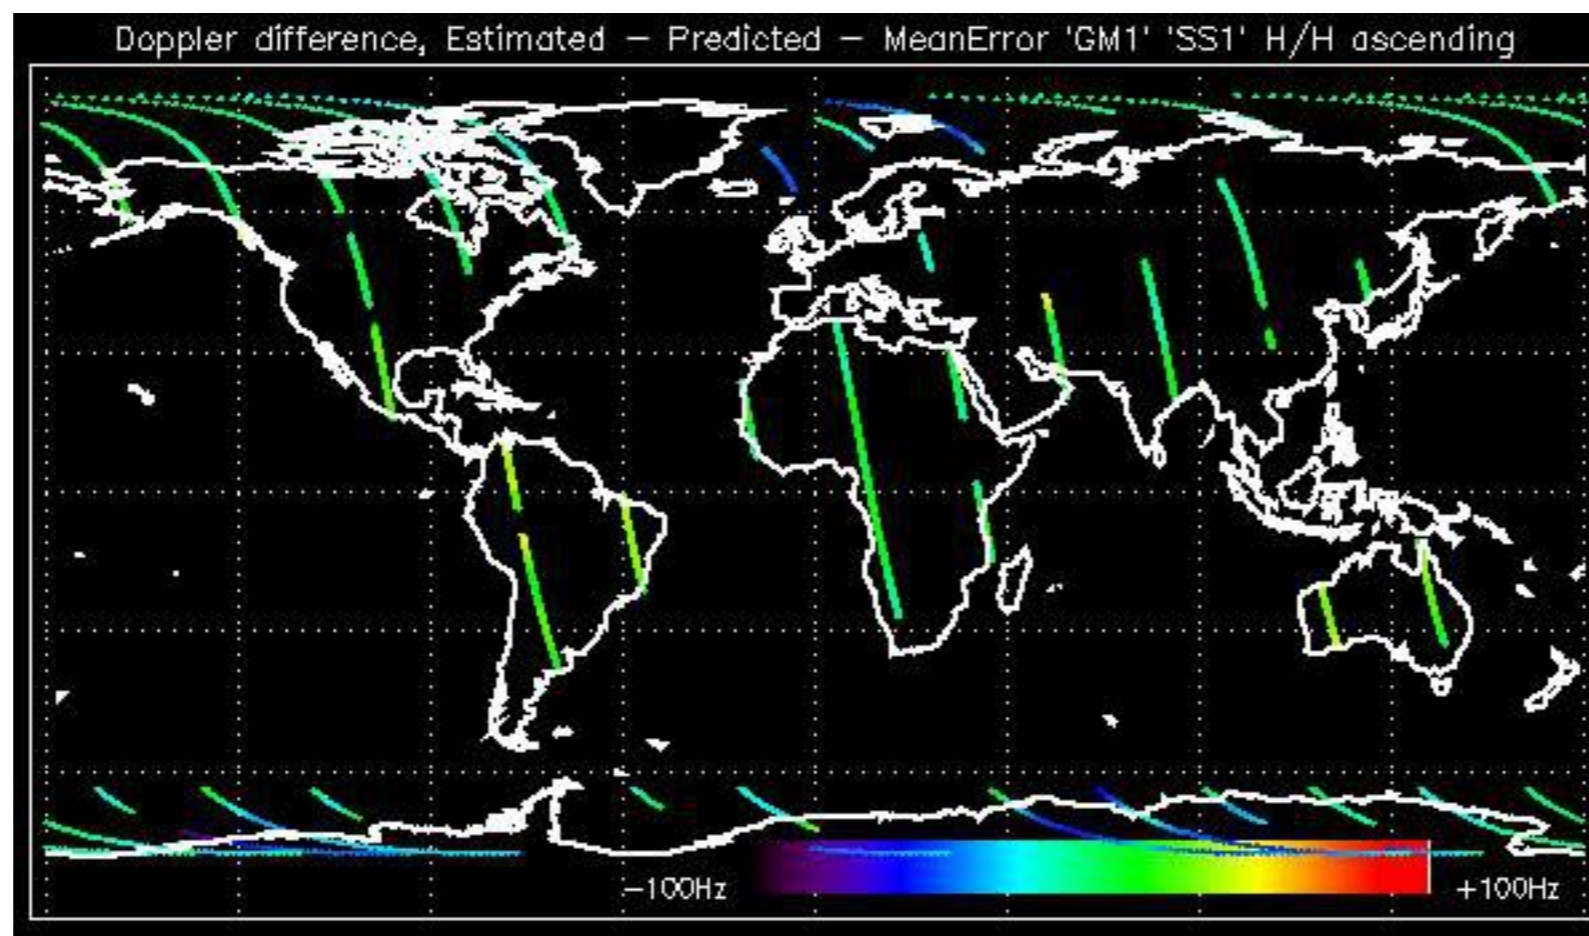 Doppler difference, Estimated — Predicted — MeanError 'GM1' 'SS1' H/H ascending
−100Hz
+100Hz